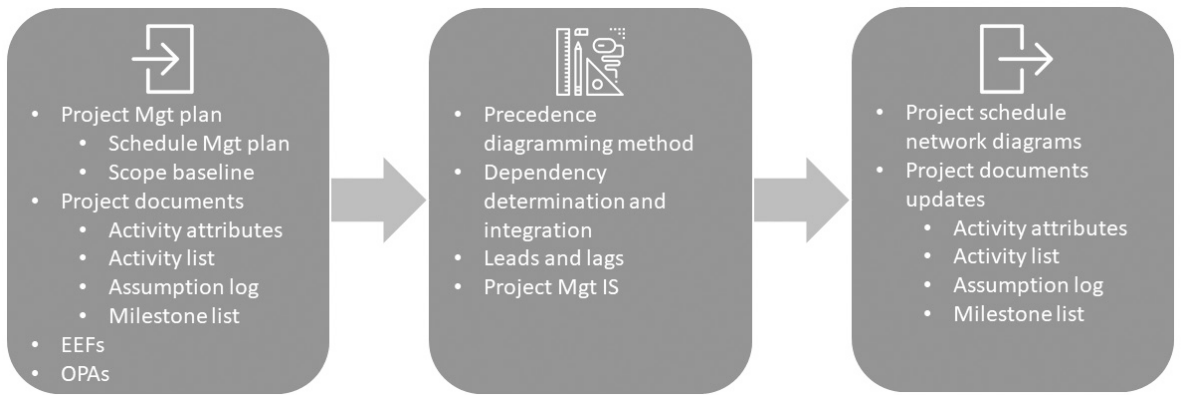 • Project Mgt plan
• Schedule Mgt plan
• Scope baseline
• Project documents
• Activity attributes
• Activity list
• Assumption log
• Milestone list
• EEFs
• OPAs
• Precedence
diagramming method
• Dependency
determination and
integration
• Leads and lags
• Project Mgt IS
• Project schedule
network diagrams
• Project documents
updates
• Activity attributes
• Activity list
• Assumption log
• Milestone list